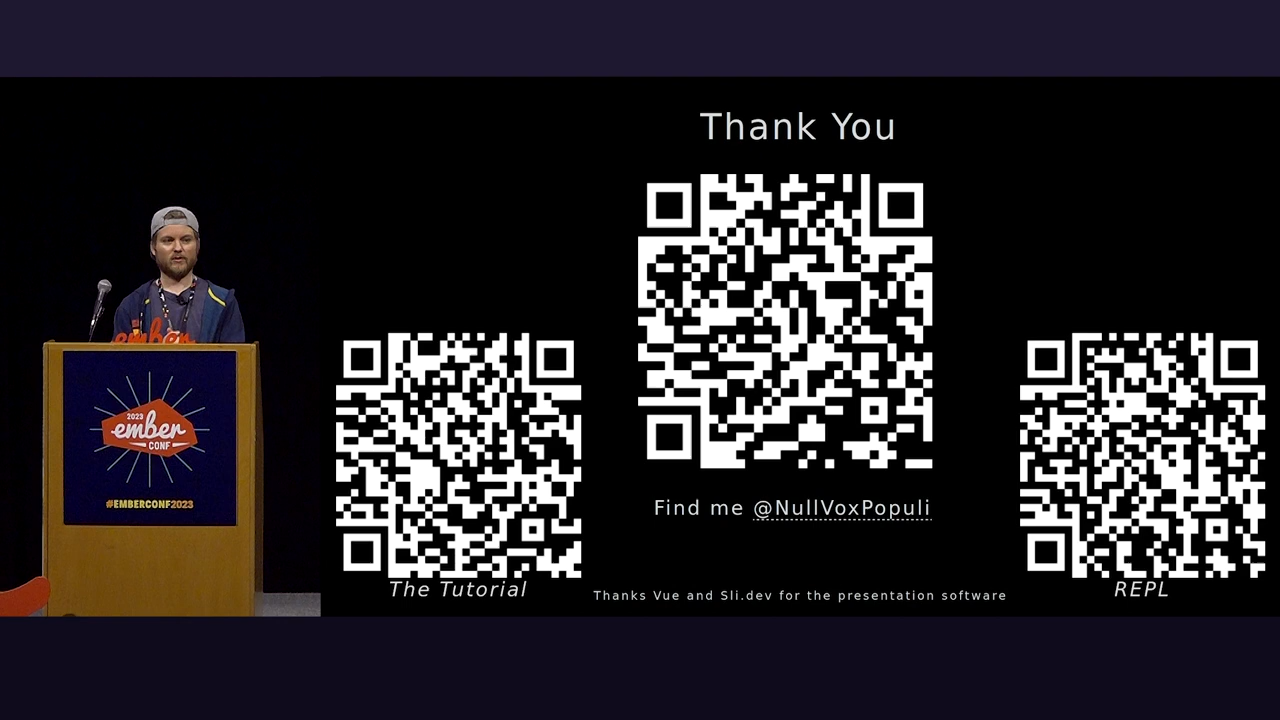 Thank You
Find me @NullVoxPopuli
The Tutorial
Thanks Vue and Sli.dev for the presentation software
REPL
ember
2023
ember
CONF
#EMBERCONF2023